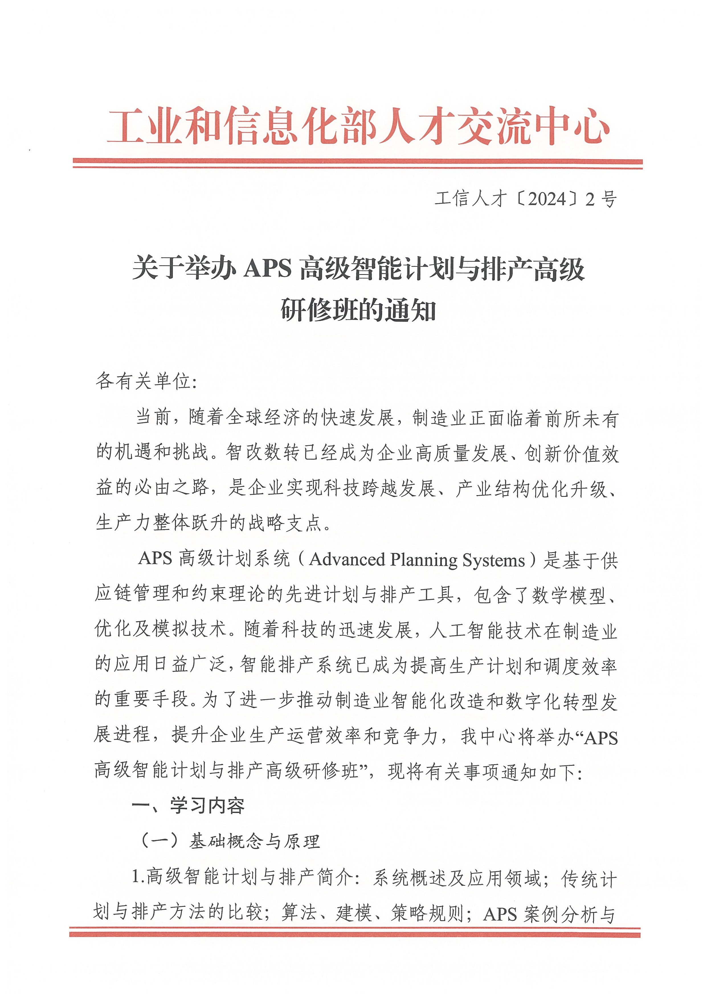 工业和信息化部人才交流中心
工信人才〔2024〕2 号
关于举办 APS 高级智能计划与排产高级
研修班的通知
各有关单位：
当前，随着全球经济的快速发展，制造业正面临着前所未有
的机遇和挑战。智改数转已经成为企业高质量发展、创新价值效
益的必由之路，是企业实现科技跨越发展、产业结构优化升级、
生产力整体跃升的战略支点。
APS 高级计划系统（Advanced Planning Systems）是基于供
应链管理和约束理论的先进计划与排产工具，包含了数学模型、
优化及模拟技术。随着科技的迅速发展，人工智能技术在制造业
的应用日益广泛，智能排产系统已成为提高生产计划和调度效率
的重要手段。为了进一步推动制造业智能化改造和数字化转型发
展进程，提升企业生产运营效率和竞争力，我中心将举办“APS
高级智能计划与排产高级研修班”，现将有关事项通知如下：
一、学习内容
（一）基础概念与原理
1.高级智能计划与排产简介：系统概述及应用领域；传统计
划与排产方法的比较；算法、建模、策略规则；APS 案例分析与